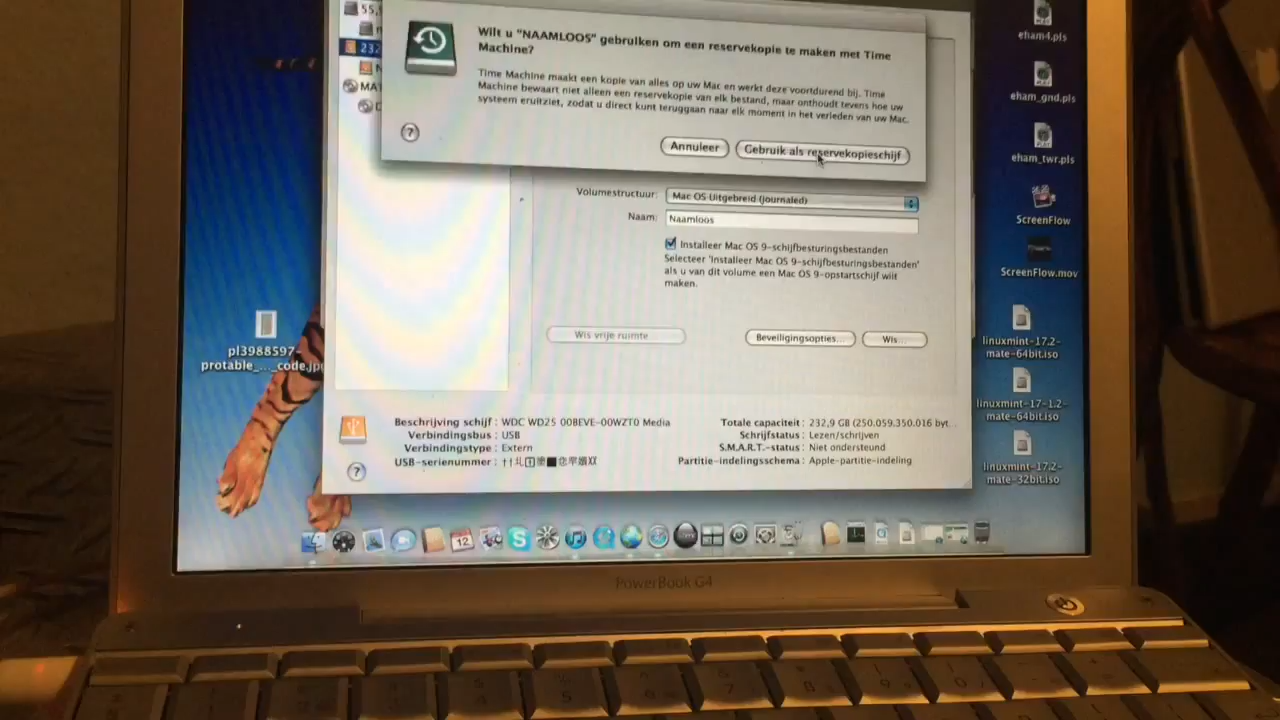 55,
Wilt u "NAAMLOOS" gebruiken om een reservekopie te maken met Time
Machine?
Time Machine maakt een kopie van alles op uw Mac en werkt deze voortdurend bij. Time
Machine bewaart niet alleen een reservekopie van elk bestand, maar onthoudt tevens hoe uw
systeem eruitziet, zodat u direct kunt teruggaan naar elk moment in het verleden van uw Mac.
?
Annuleer
Gebruik als reservekopieschijf
232
MA
Volumestructuur:
Mac OS Uitgebreid (journaled)
Naam:
Naamloos
Installeer Mac OS 9-schijfbesturingsbestanden
Selecteer 'Installeer Mac OS 9-schijfbesturingsbestanden'
als u van dit volume een Mac OS 9-opstartschijf wilt
maken.
Wis vrije ruimte
Beveiligingsopties...
Wis...
Beschrijving schijf : WDC WD25 00BEVE-00WZT0 Media
Verbindingsbus : USB
Verbindingstype : Extern
USB-serienummer :
Totale capaciteit : 232,9 GB (250.059.350.016 byt...
Schrijfstatus : Lezen/schrijven
S.M.A.R.T.-status : Niet ondersteund
Partitie-indelingsschema : Apple-partitie-indeling
?
eham4.pls
eham_gnd.pls
eham_twr.pls
ScreenFlow
ScreenFlow.mov
linuxmint-17.2-
mate-64bit.iso
linuxmint-17-1.2-
mate-64bit.iso
linuxmint-17.2-
mate-32bit.iso
pl3988597
protable_..._code.jp
12
PowerBook G4